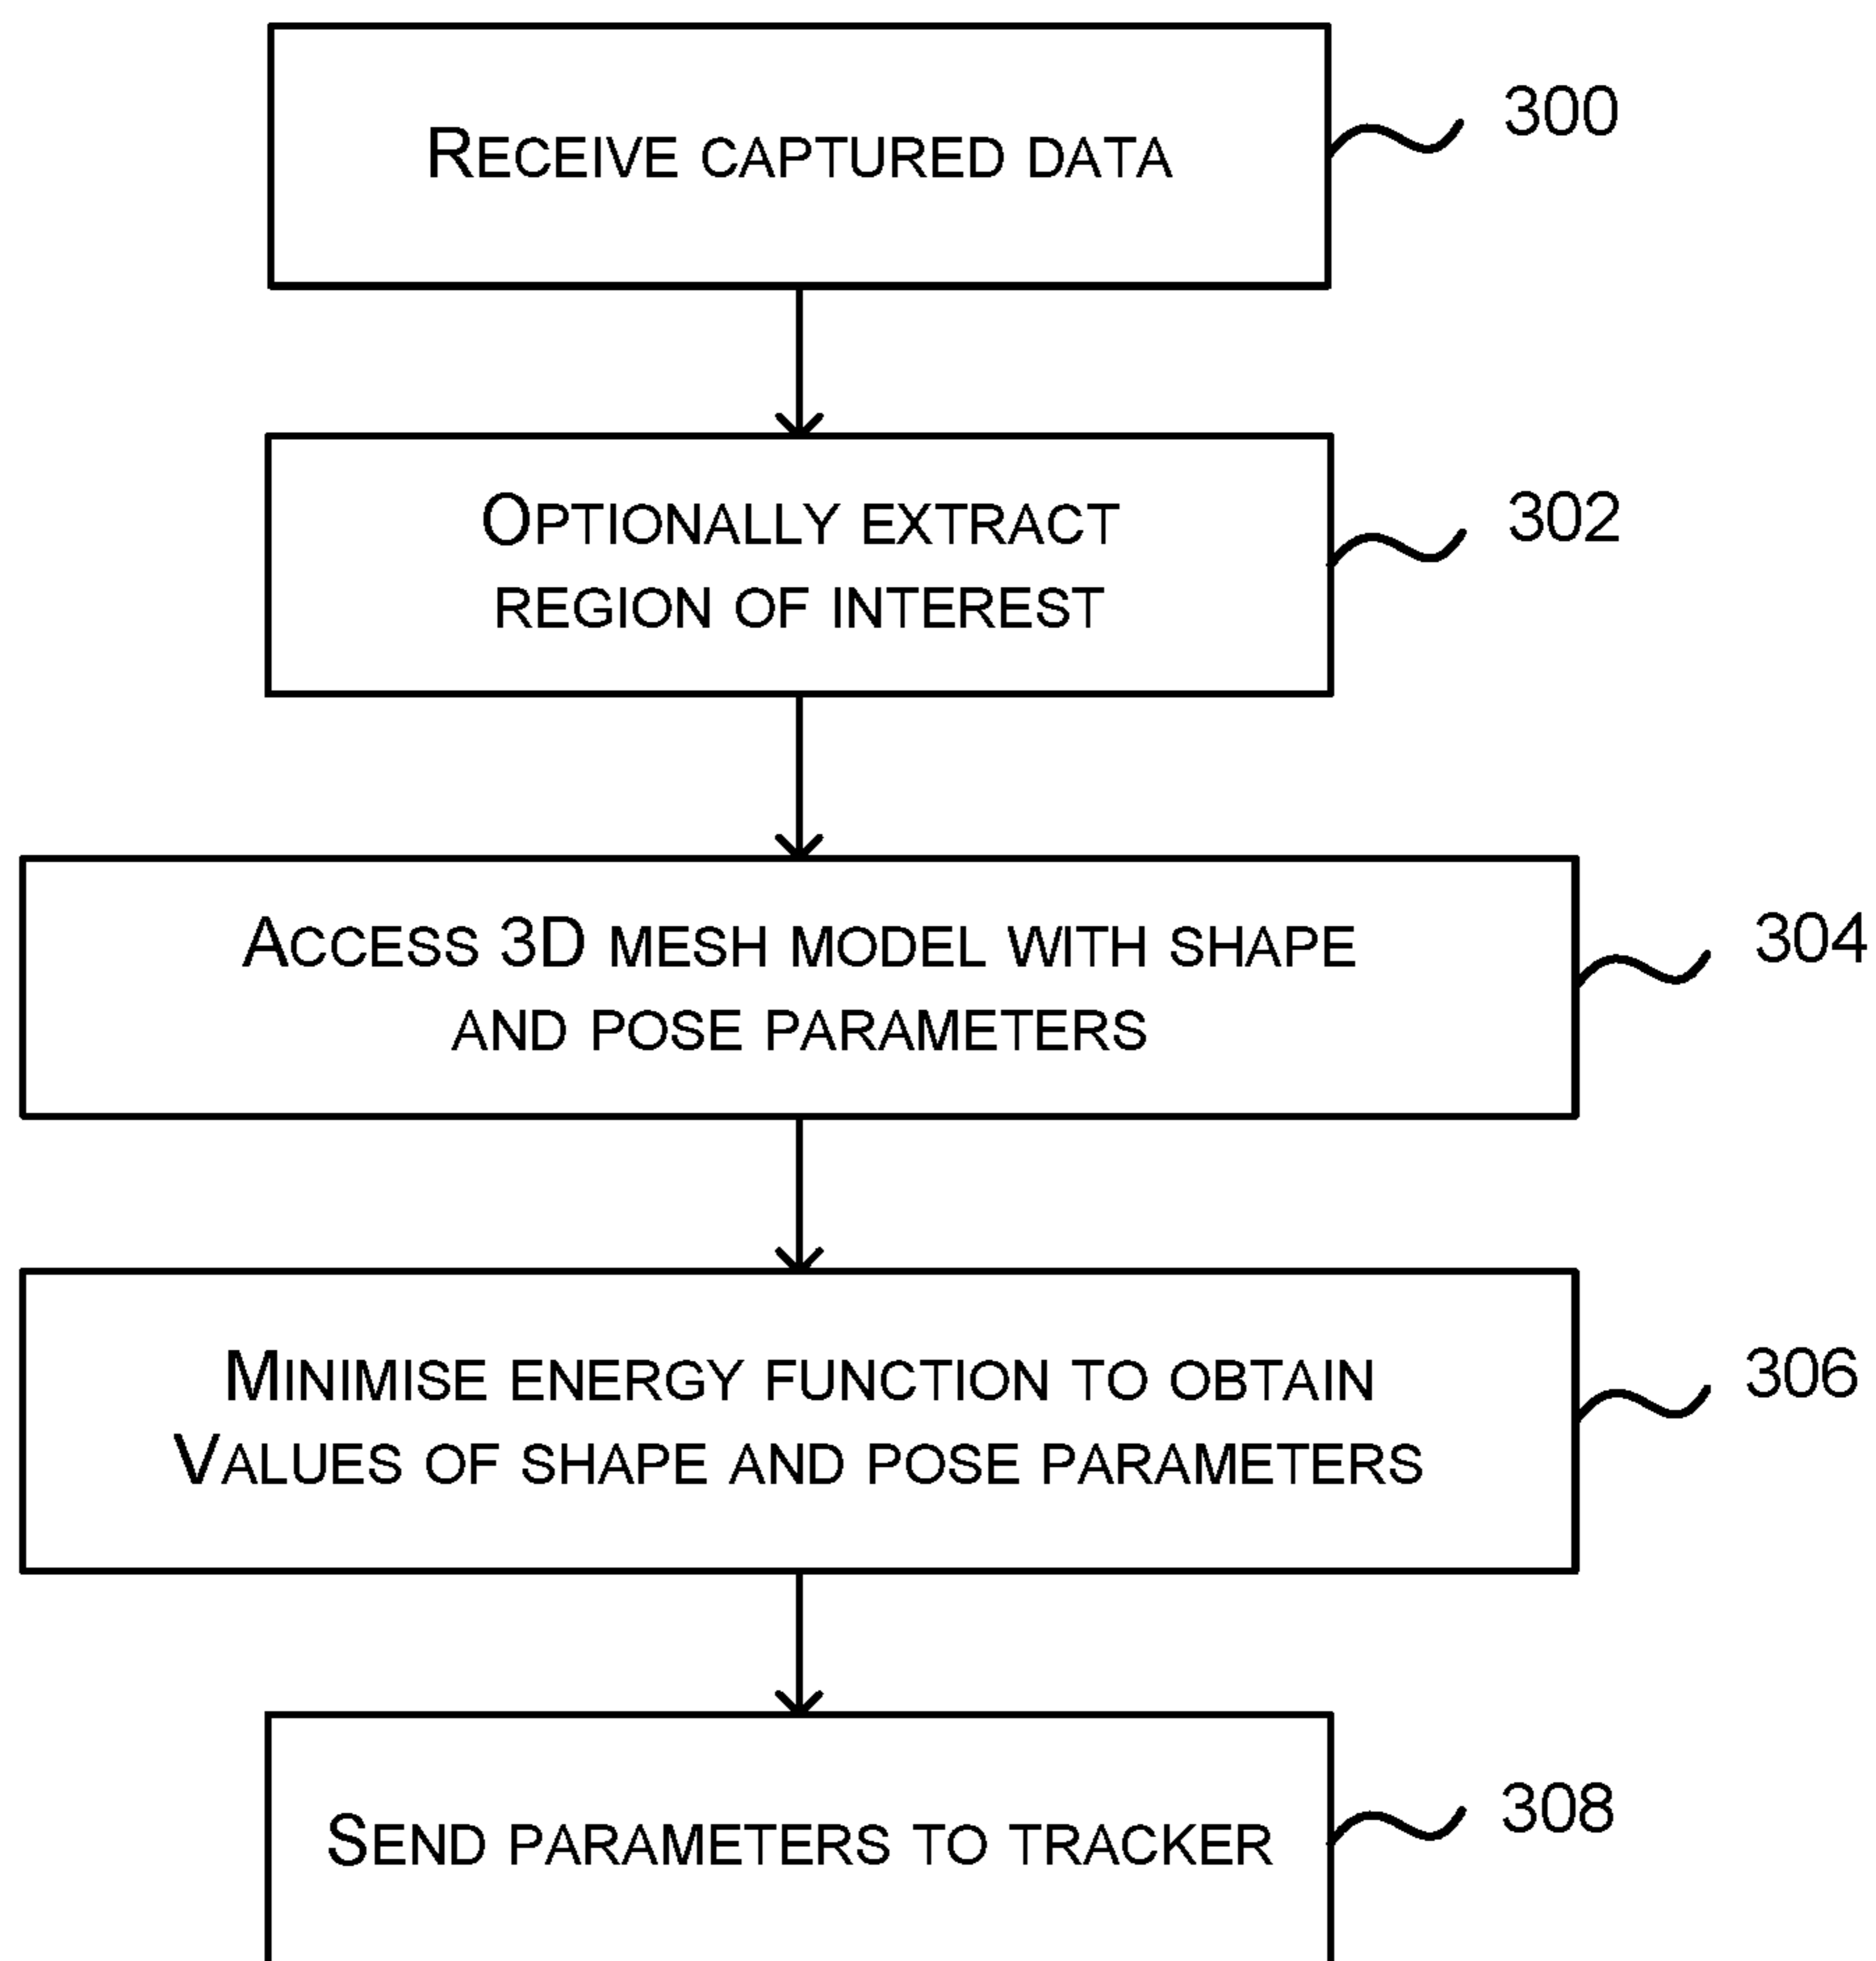 Receive captured data
300
Optionally extract
region of interest
302
Access 3D mesh model with shape
and pose parameters
304
Minimise energy function to obtain
Values of shape and pose parameters
306
Send parameters to tracker
308